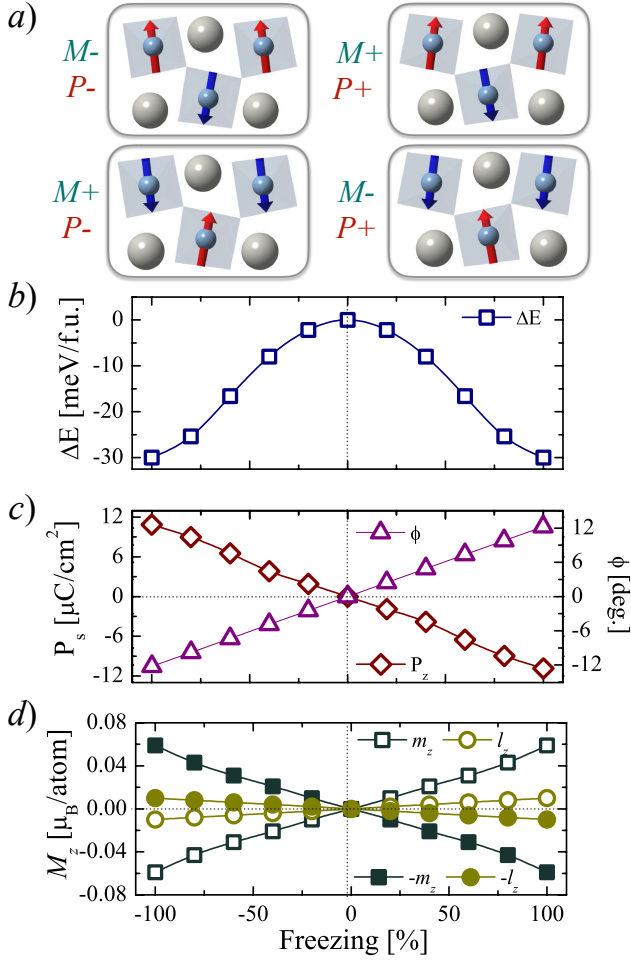 a)
M-
P-
M+
P+
M+
P-
M-
P+
b)
ΔE [meV/f.u.]
0
-10
-20
-30
ΔE
c)
P_s [μC/cm²]
12
6
0
-6
-12
ϕ
P_z
12
6
0
-6
-12
ϕ [deg.]
d)
M_z [μ_B/atom]
0.08
0.04
0.00
-0.04
-0.08
m_z
l_z
-m_z
-l_z
-100
-50
0
50
100
Freezing [%]